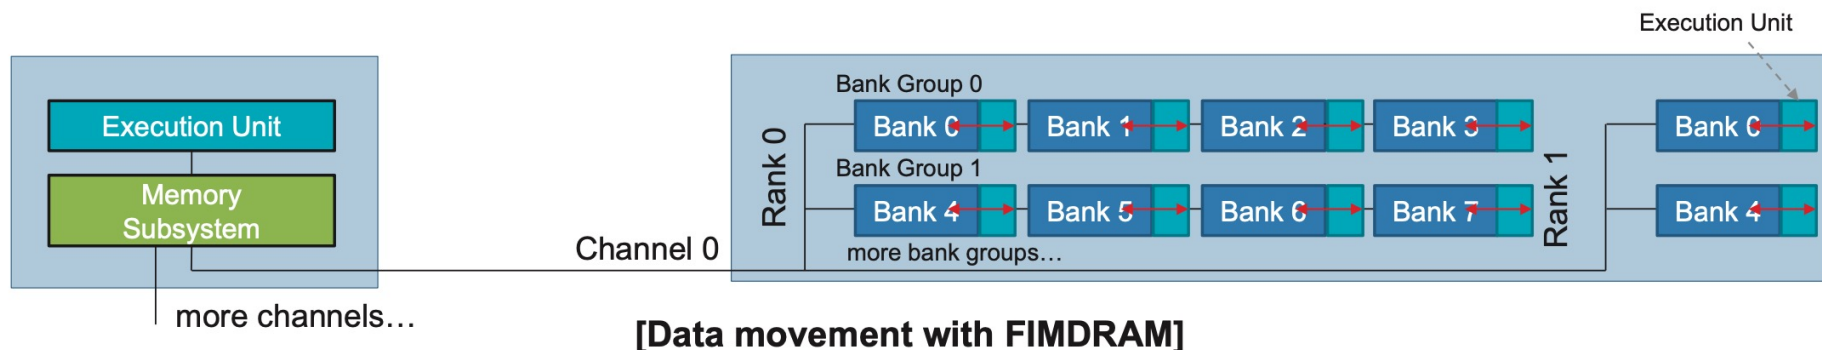 Execution Unit
Execution Unit
Memory
Subsystem
Channel 0
more channels...
Rank 0
Bank Group 0
Bank 0
Bank 1
Bank 2
Bank 3
Bank Group 1
Bank 4
Bank 5
Bank 6
Bank 7
more bank groups...
Rank 1
Bank 0
Bank 4
[Data movement with FIMDRAM]